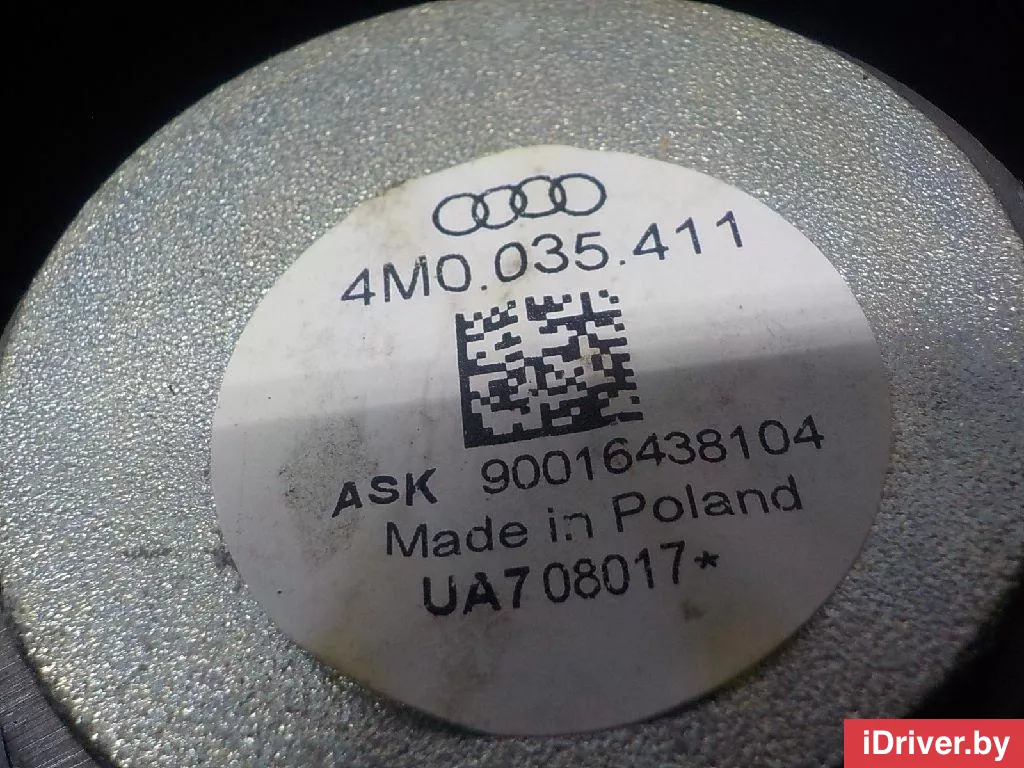 4M0.035.411
ASK 90016438104
Made in Poland
UA708017*
iDriver.by